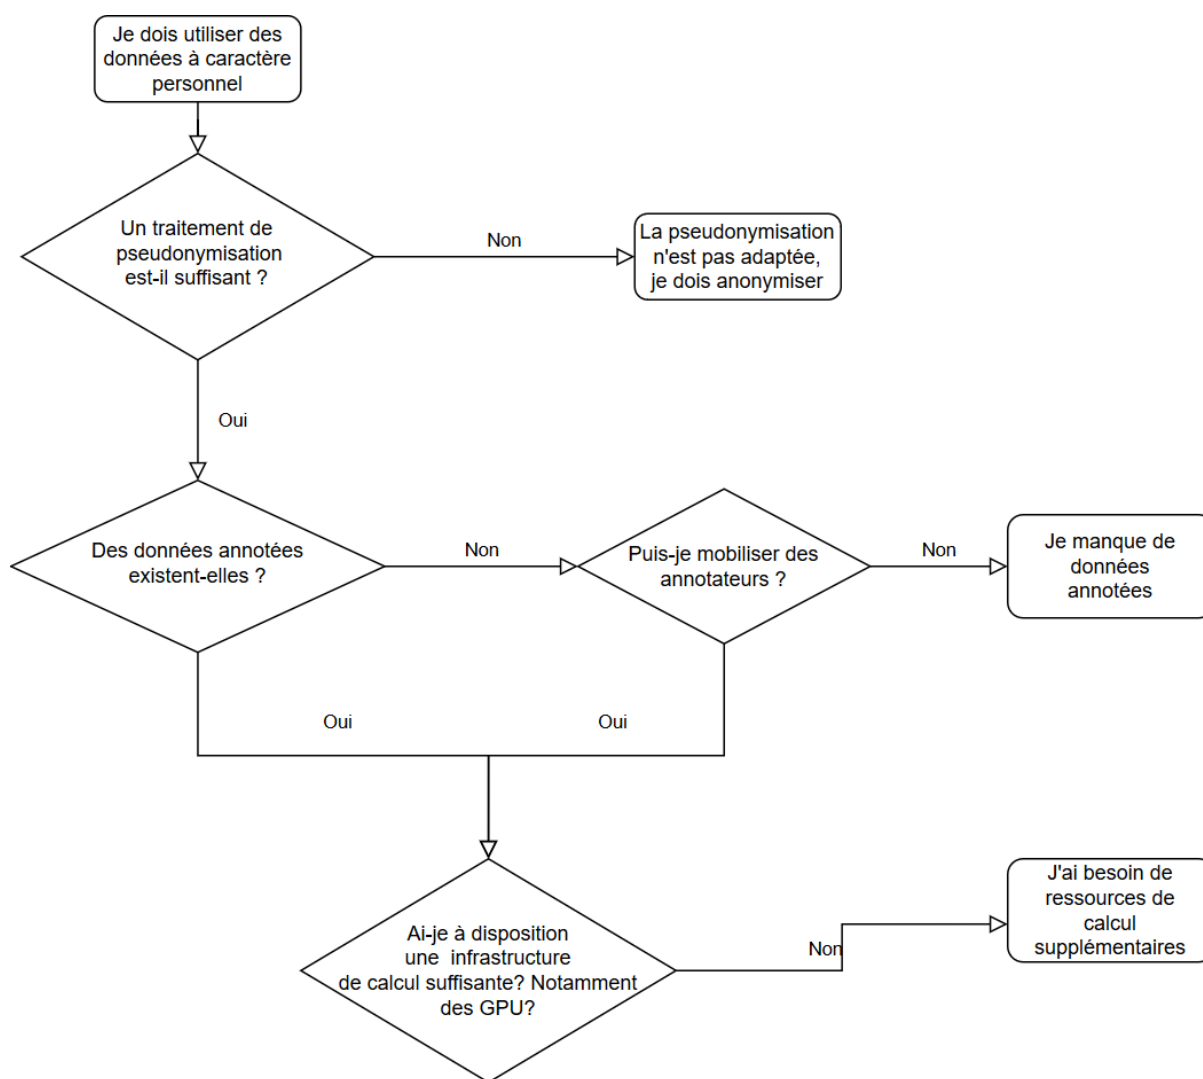 Je dois utiliser des
données à caractère
personnel
Un traitement de
pseudonymisation
est-il suffisant ?
Non
La pseudonymisation
n'est pas adaptée,
je dois anonymiser
Oui
Des données annotées
existent-elles ?
Non
Puis-je mobiliser des
annotateurs ?
Non
Je manque de
données
annotées
Oui
Oui
Ai-je à disposition
une infrastructure
de calcul suffisante? Notamment
des GPU?
Non
J'ai besoin de
ressources de
calcul
supplémentaires